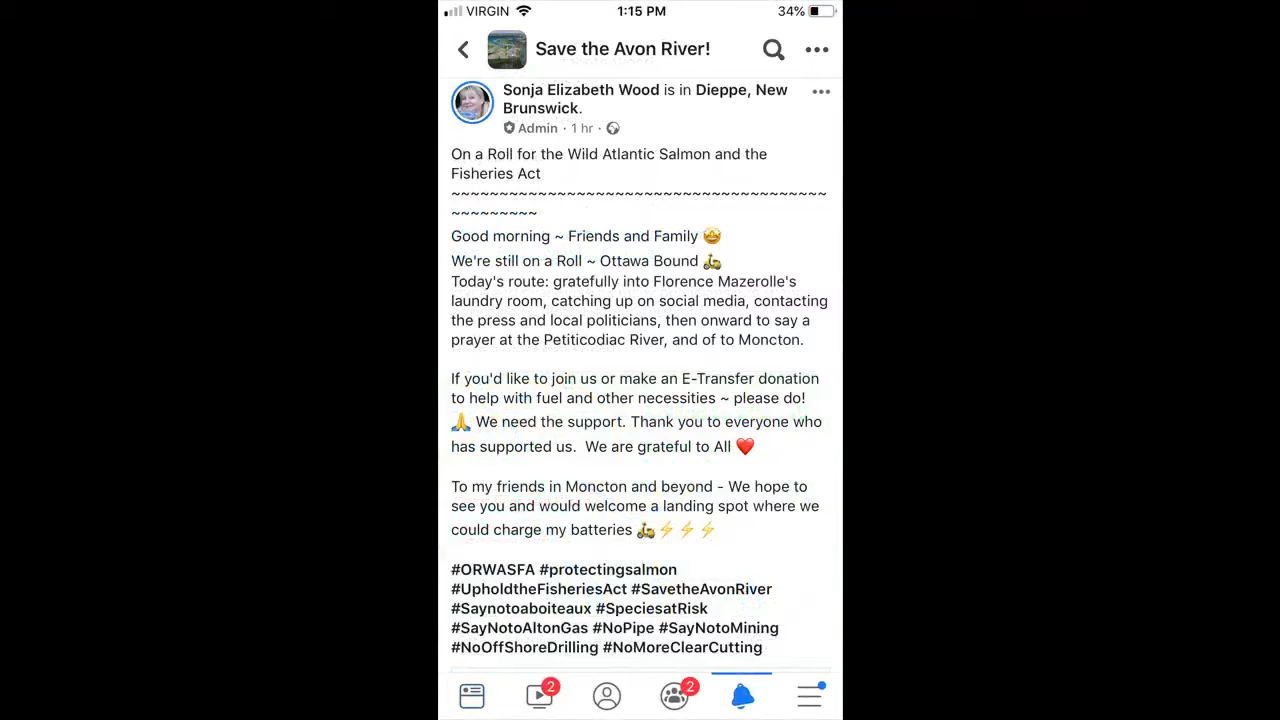 VIRGIN 1:15 PM 34%
Save the Avon River!
Sonja Elizabeth Wood is in Dieppe, New
Brunswick.
Admin · 1 hr ·
On a Roll for the Wild Atlantic Salmon and the
Fisheries Act
~~~~~~~~~~~~~~~~~~~~~~~~~~~~~~~~~~~~~~~
~~~~~~~~~
Good morning ~ Friends and Family 🤩
We're still on a Roll ~ Ottawa Bound 🛵
Today's route: gratefully into Florence Mazerolle's
laundry room, catching up on social media, contacting
the press and local politicians, then onward to say a
prayer at the Petiticodiac River, and of to Moncton.
If you'd like to join us or make an E-Transfer donation
to help with fuel and other necessities ~ please do!
🙏 We need the support. Thank you to everyone who
has supported us. We are grateful to All ❤️
To my friends in Moncton and beyond - We hope to
see you and would welcome a landing spot where we
could charge my batteries 🛵⚡⚡⚡
#ORWASFA #protectingsalmon
#UpholdtheFisheriesAct #SavetheAvonRiver
#Saynotoaboiteaux #SpeciesatRisk
#SayNotoAltonGas #NoPipe #SayNotoMining
#NoOffShoreDrilling #NoMoreClearCutting
2 2